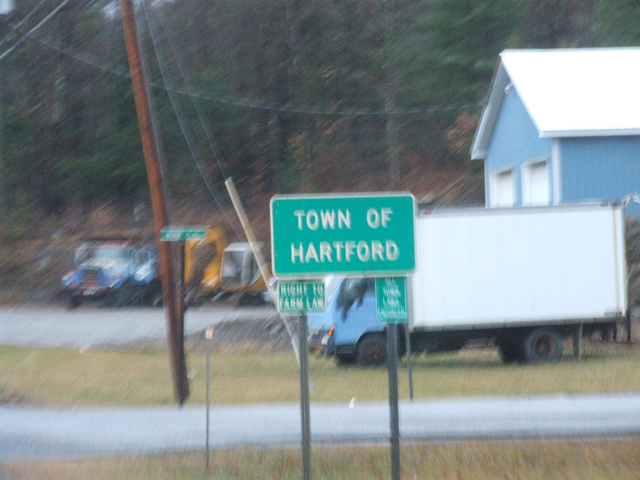 TOWN OF
HARTFORD
RIGHT TO
FARM LAW